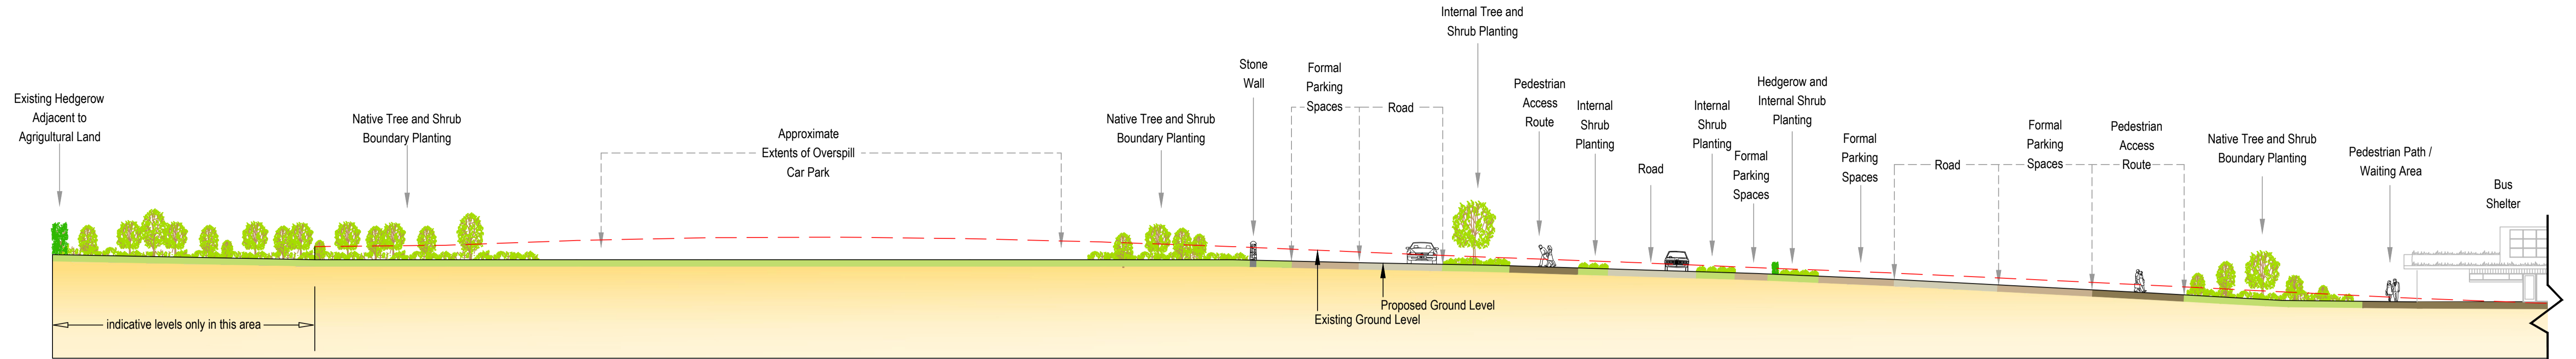 Existing Hedgerow
Adjacent to
Agrigultural Land
Native Tree and Shrub
Boundary Planting
Approximate
Extents of Overspill
Car Park
Native Tree and Shrub
Boundary Planting
Stone
Wall
Formal
Parking
Spaces
Road
Internal Tree and
Shrub Planting
Pedestrian
Access
Route
Internal
Shrub
Planting
Road
Internal
Shrub
Planting
Formal
Parking
Spaces
Hedgerow and
Internal Shrub
Planting
Formal
Parking
Spaces
Road
Formal
Parking
Spaces
Pedestrian
Access
Route
Native Tree and Shrub
Boundary Planting
Pedestrian Path /
Waiting Area
Bus
Shelter
indicative levels only in this area
Proposed Ground Level
Existing Ground Level